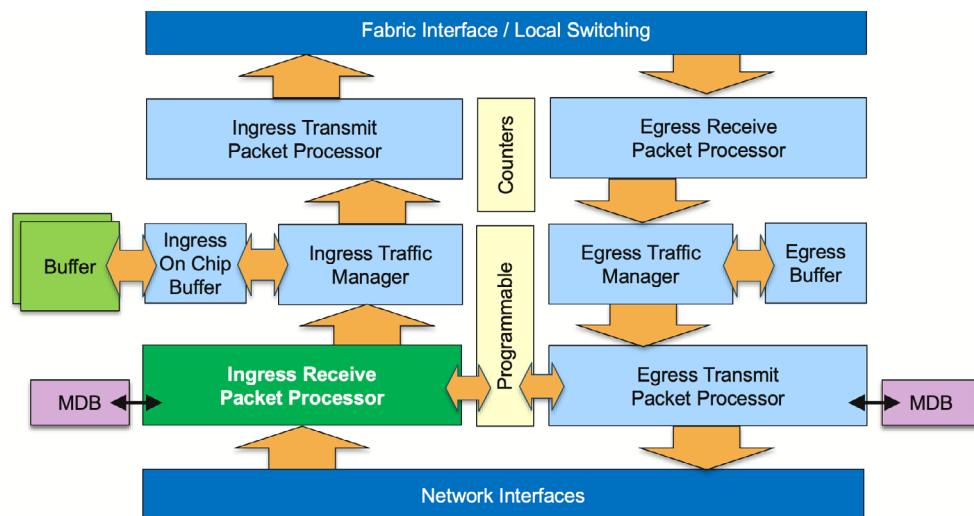 Fabric Interface / Local Switching
Ingress Transmit
Packet Processor
Counters
Egress Receive
Packet Processor
Buffer
Ingress
On Chip
Buffer
Ingress Traffic
Manager
Programmable
Egress Traffic
Manager
Egress
Buffer
MDB
Ingress Receive
Packet Processor
Egress Transmit
Packet Processor
MDB
Network Interfaces